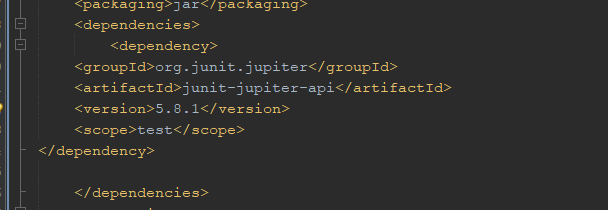 <packaging>jar</packaging>
<dependencies>
<dependency>
<groupId>org.junit.jupiter</groupId>
<artifactId>junit-jupiter-api</artifactId>
<version>5.8.1</version>
<scope>test</scope>
</dependency>
</dependencies>